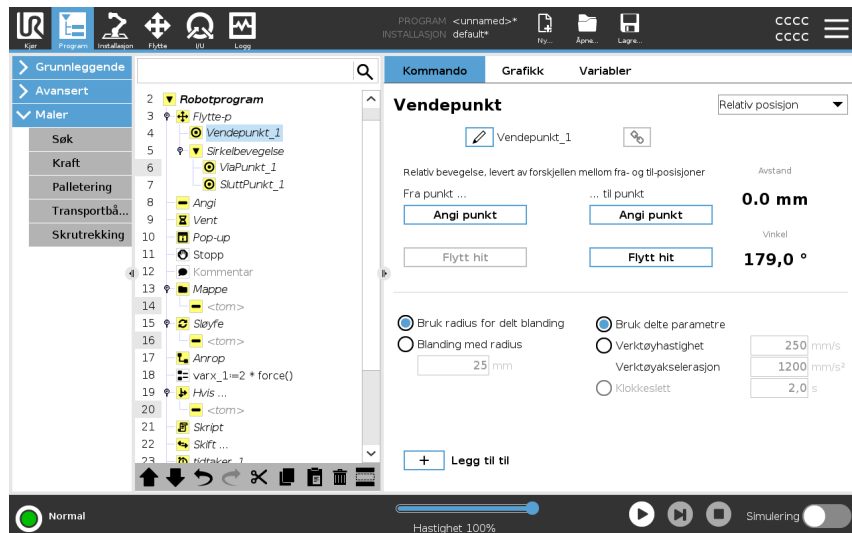 PROGRAM <unnamed>*
INSTALLASJON default*
Kjør
Program
Installasjon
Flytte
I/U
Logg
Ny...
Åpne...
Lagre...
CCCC
CCCC
Grunnleggende
Avansert
Maler
Søk
Kraft
Palletering
Transportbå...
Skrutrekking
2 Robotprogram
3 Flytte-p
4 Vendepunkt_1
5 Sirkelbevegelse
6 ViaPunkt_1
7 SluttPunkt_1
8 Angi
9 Vent
10 Pop-up
11 Stopp
12 Kommentar
13 Mappe
14 <tom>
15 Sløyfe
16 <tom>
17 Anrop
18 varx_1:=2 * force()
19 Hvis ...
20 <tom>
21 Skript
22 Skift ...
23 tidtaker_1
Kommando
Grafikk
Variabler
Vendepunkt
Relativ posisjon
Vendepunkt_1
Relativ bevegelse, levert av forskjellen mellom fra- og til-posisjoner
Avstand
Fra punkt ...
... til punkt
0.0 mm
Angi punkt
Angi punkt
Vinkel
Flytt hit
Flytt hit
179,0 °
Bruk radius for delt blanding
Bruk delte parametre
Blanding med radius
Verktøyhastighet
250 mm/s
25 mm
Verktøyakselerasjon
1200 mm/s²
Klokkeslett
2,0 s
+ Legg til til
Normal
Hastighet 100%
Simulering